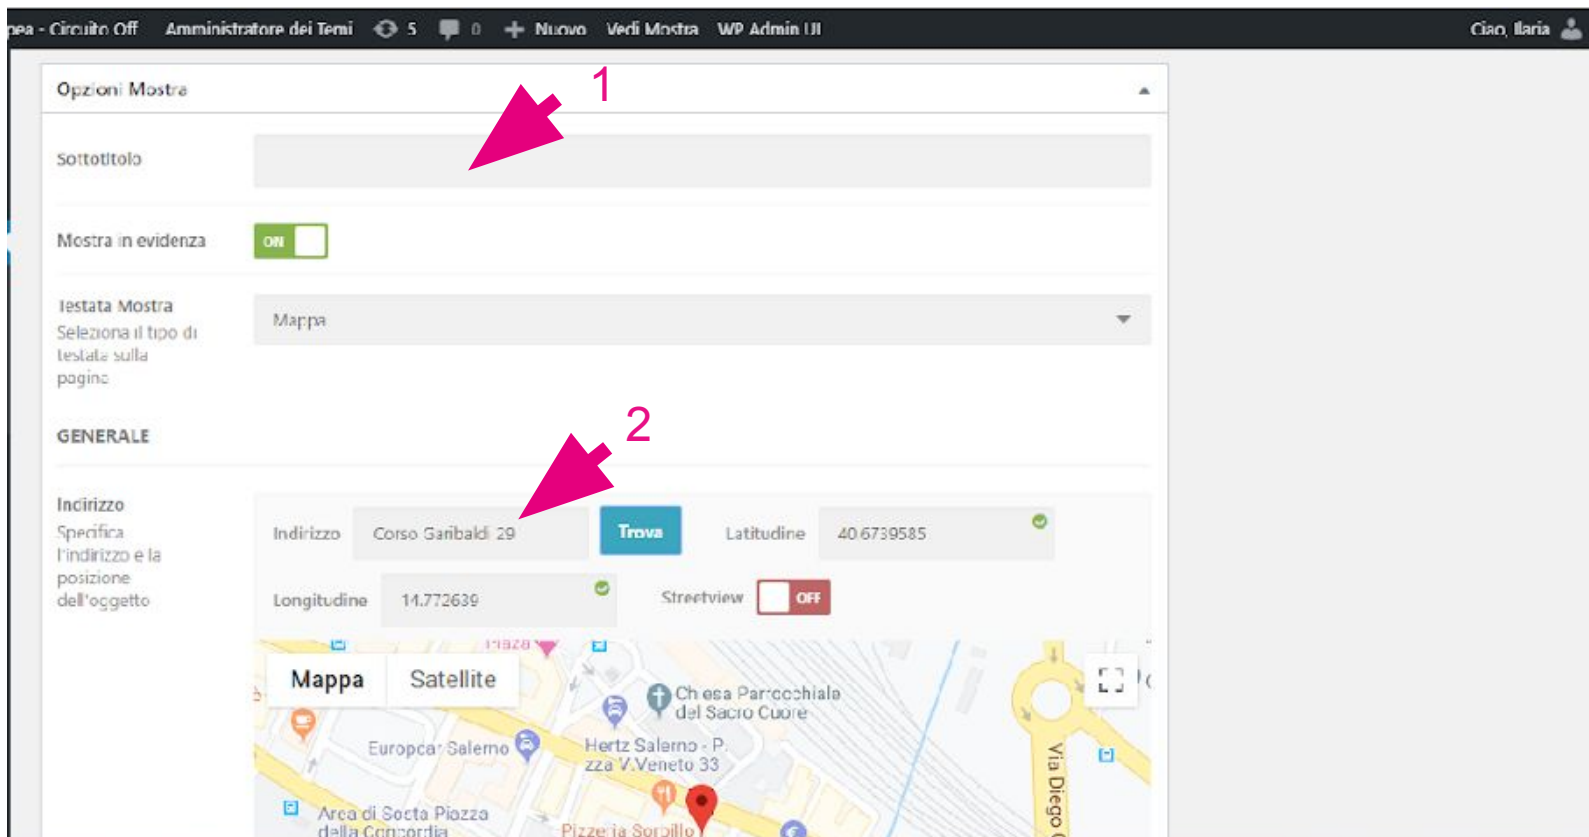 pea - Circuito Off Amministratore dei Temi 5 0 + Nuovo Vedi Mostra WP Admin UI Ciao, Ilaria
Opzioni Mostra
1
Sottotitolo
Mostra in evidenza
ON
Testata Mostra
Seleziona il tipo di
testata sulla
pagina
Mappa
GENERALE
2
Indirizzo
Specifica
l'indirizzo e la
posizione
dell'oggetto
Indirizzo Corso Garibaldi 29 Trova Latitudine 40.6739585
Longitudine 14.772639 Streetview OFF
Piazza
Mappa Satellite
Chiesa Parrocchiale
del Sacro Cuore
Europcar Salerno
Hertz Salerno - P.
zza V.Veneto 33
Via Diego
Area di Sosta Piazza
della Concordia
Pizzeria Sorbillo